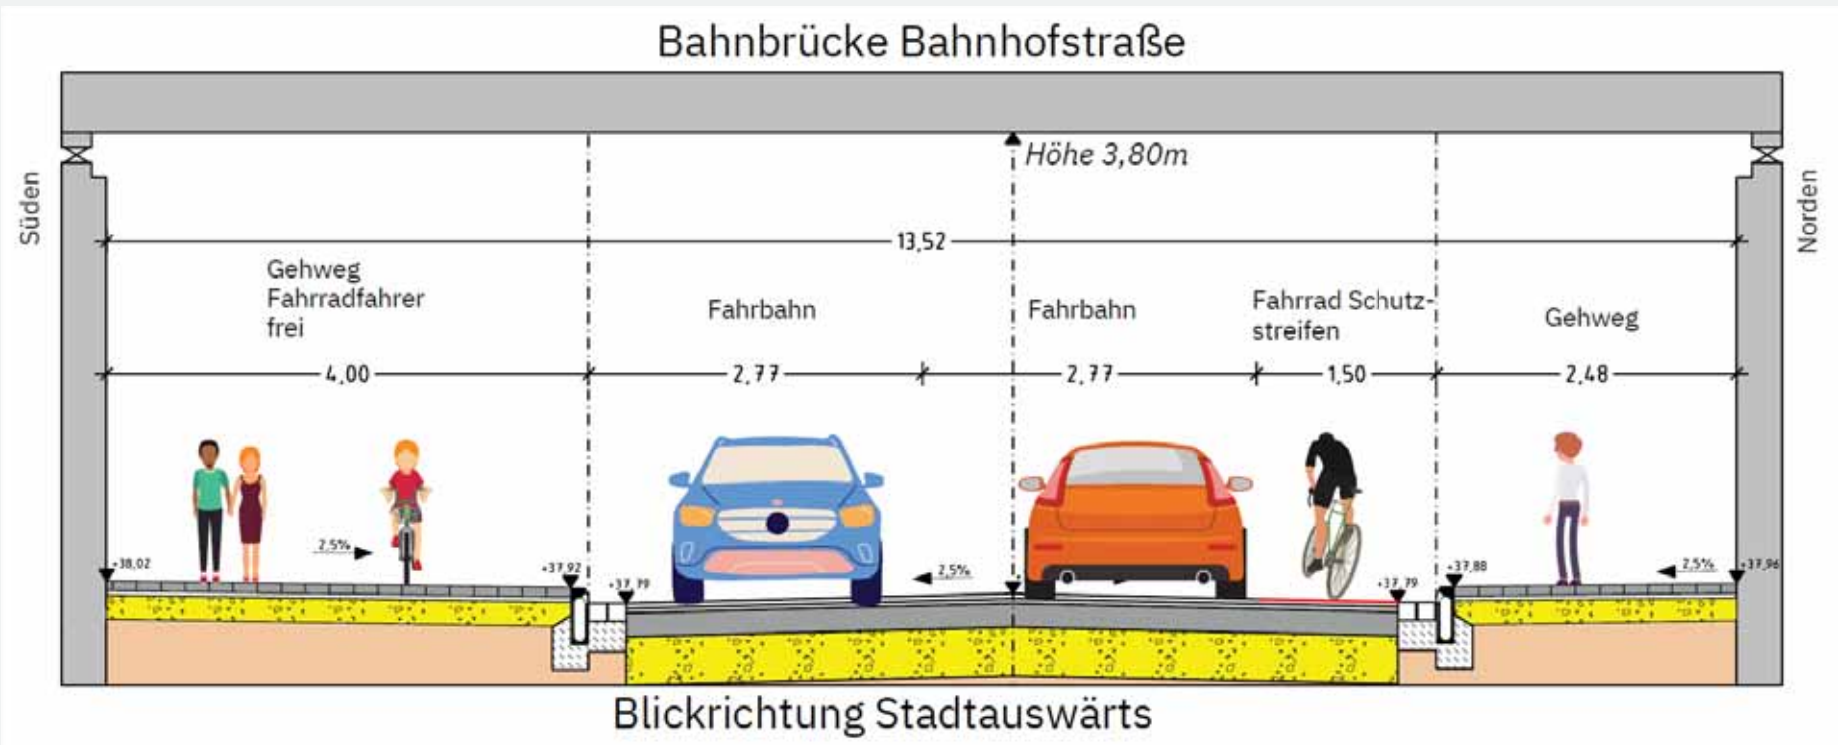 Bahnbrücke Bahnhofstraße
Höhe 3,80m
Süden
Norden
13,52
Gehweg
Fahrradfahrer
frei
Fahrbahn
Fahrbahn
Fahrrad Schutz-
streifen
Gehweg
4,00
2,77
2,77
1,50
2,48
2,5%
+38,02
+37,92
+37,79
2,5%
+37,79
+37,88
2,5%
+37,96
Blickrichtung Stadtauswärts